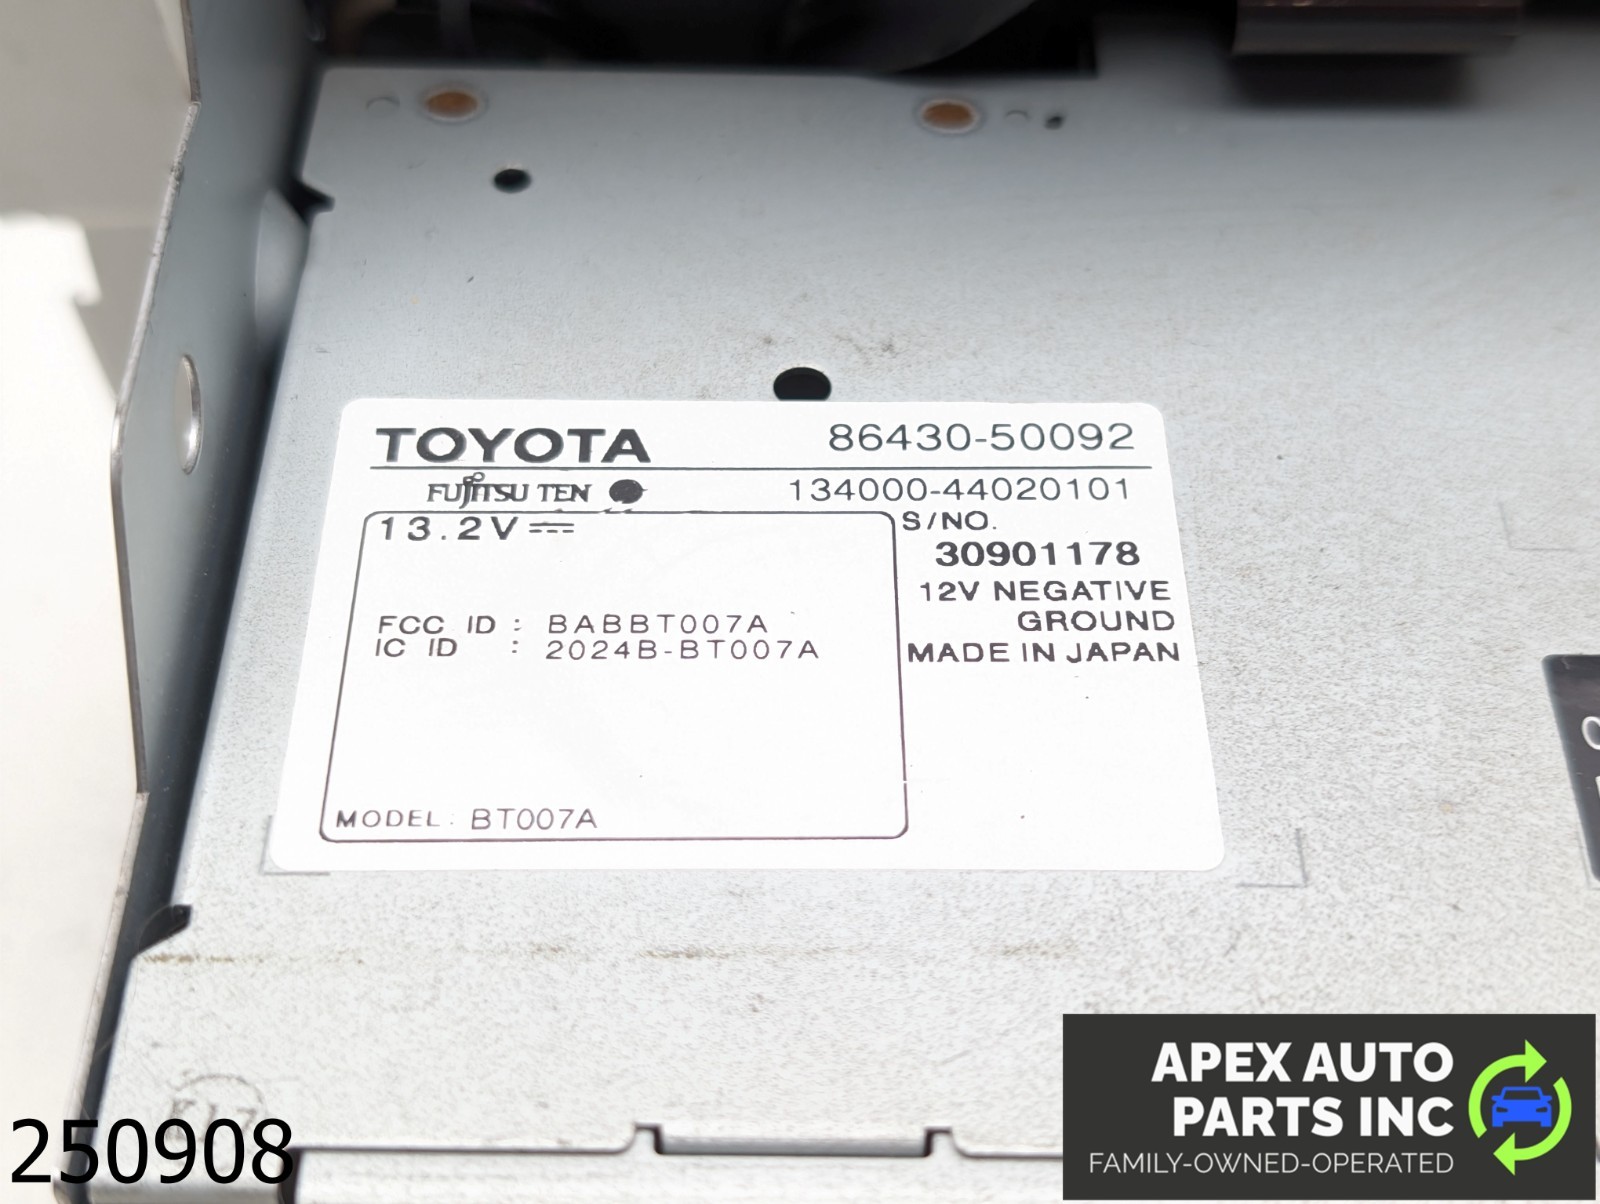 TOYOTA 86430-50092
FUJITSU TEN 134000-44020101
13.2V
S/NO.
30901178
12V NEGATIVE
GROUND
MADE IN JAPAN
FCC ID : BABBT007A
IC ID : 2024B-BT007A
MODEL: BT007A
250908
APEX AUTO
PARTS INC
FAMILY-OWNED-OPERATED